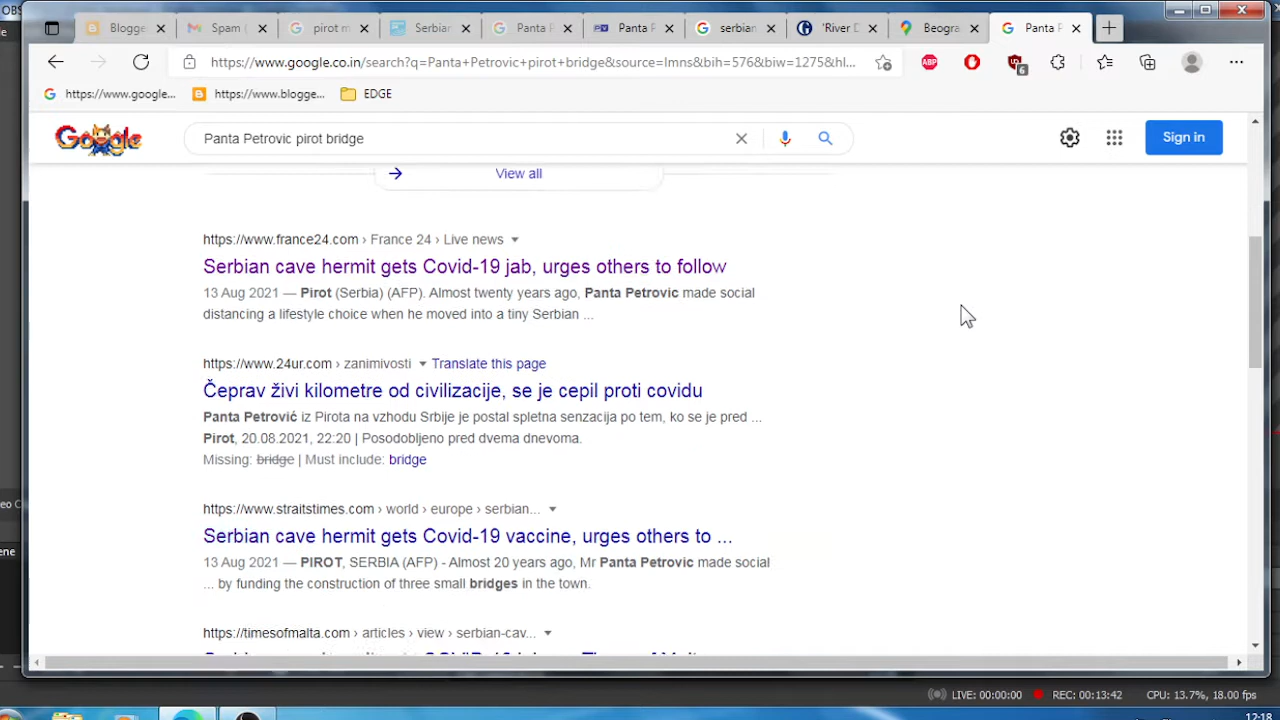 OBS
Blogge
Spam (
pirot m
Serbian
Panta P
Panta P
serbian
'River D
Beogra
Panta P
https://www.google.co.in/search?q=Panta+Petrovic+pirot+bridge&source=lmns&bih=576&biw=1275&hl...
ABP
6
https://www.google...
https://www.blogge...
EDGE
Google
Panta Petrovic pirot bridge
Sign in
View all
https://www.france24.com › France 24 › Live news
Serbian cave hermit gets Covid-19 jab, urges others to follow
13 Aug 2021 — Pirot (Serbia) (AFP). Almost twenty years ago, Panta Petrovic made social
distancing a lifestyle choice when he moved into a tiny Serbian ...
https://www.24ur.com › zanimivosti
Translate this page
Čeprav živi kilometre od civilizacije, se je cepil proti covidu
Panta Petrović iz Pirota na vzhodu Srbije je postal spletna senzacija po tem, ko se je pred ...
Pirot, 20.08.2021, 22:20 | Posodobljeno pred dvema dnevoma.
Missing: bridge | Must include: bridge
https://www.straitstimes.com › world › europe › serbian...
Serbian cave hermit gets Covid-19 vaccine, urges others to ...
13 Aug 2021 — PIROT, SERBIA (AFP) - Almost 20 years ago, Mr Panta Petrovic made social
... by funding the construction of three small bridges in the town.
https://timesofmalta.com › articles › view › serbian-cav...
LIVE: 00:00:00
REC: 00:13:42
CPU: 13.7%, 18.00 fps
12:18